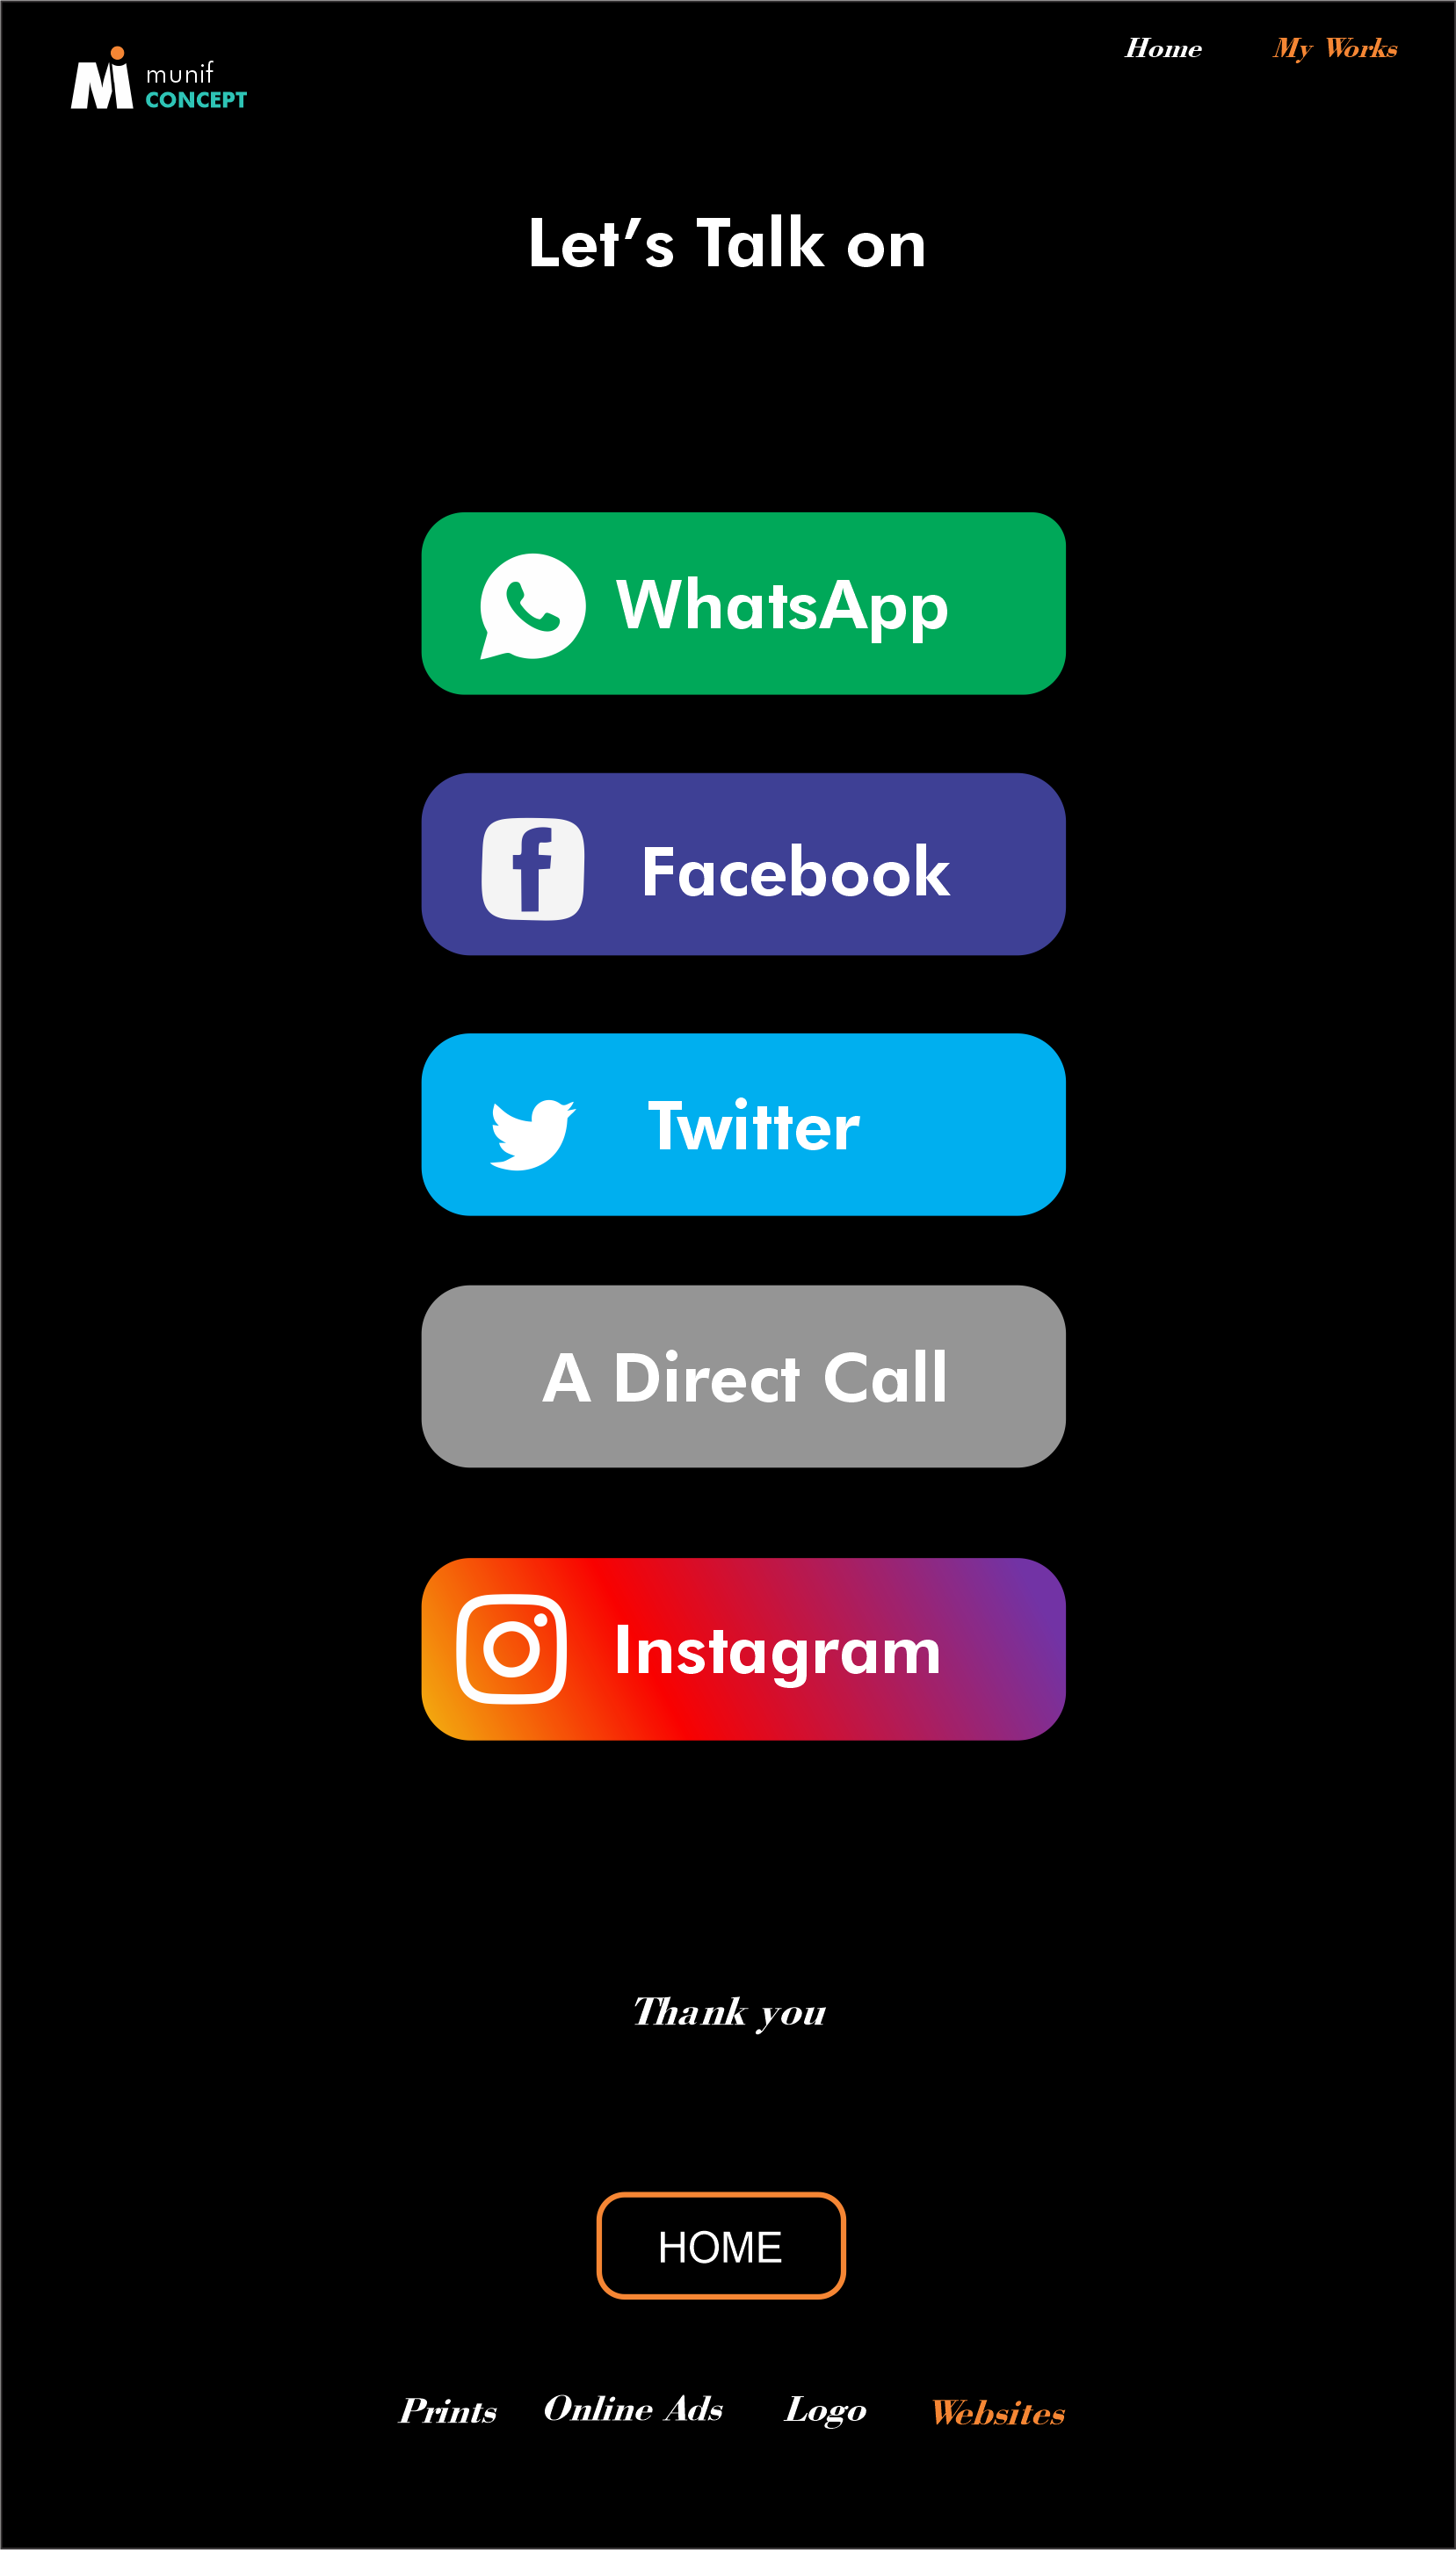 munif
CONCEPT
Home
My Works
Let’s Talk on
WhatsApp
Facebook
Twitter
A Direct Call
Instagram
Thank you
HOME
Prints
Online Ads
Logo
Websites